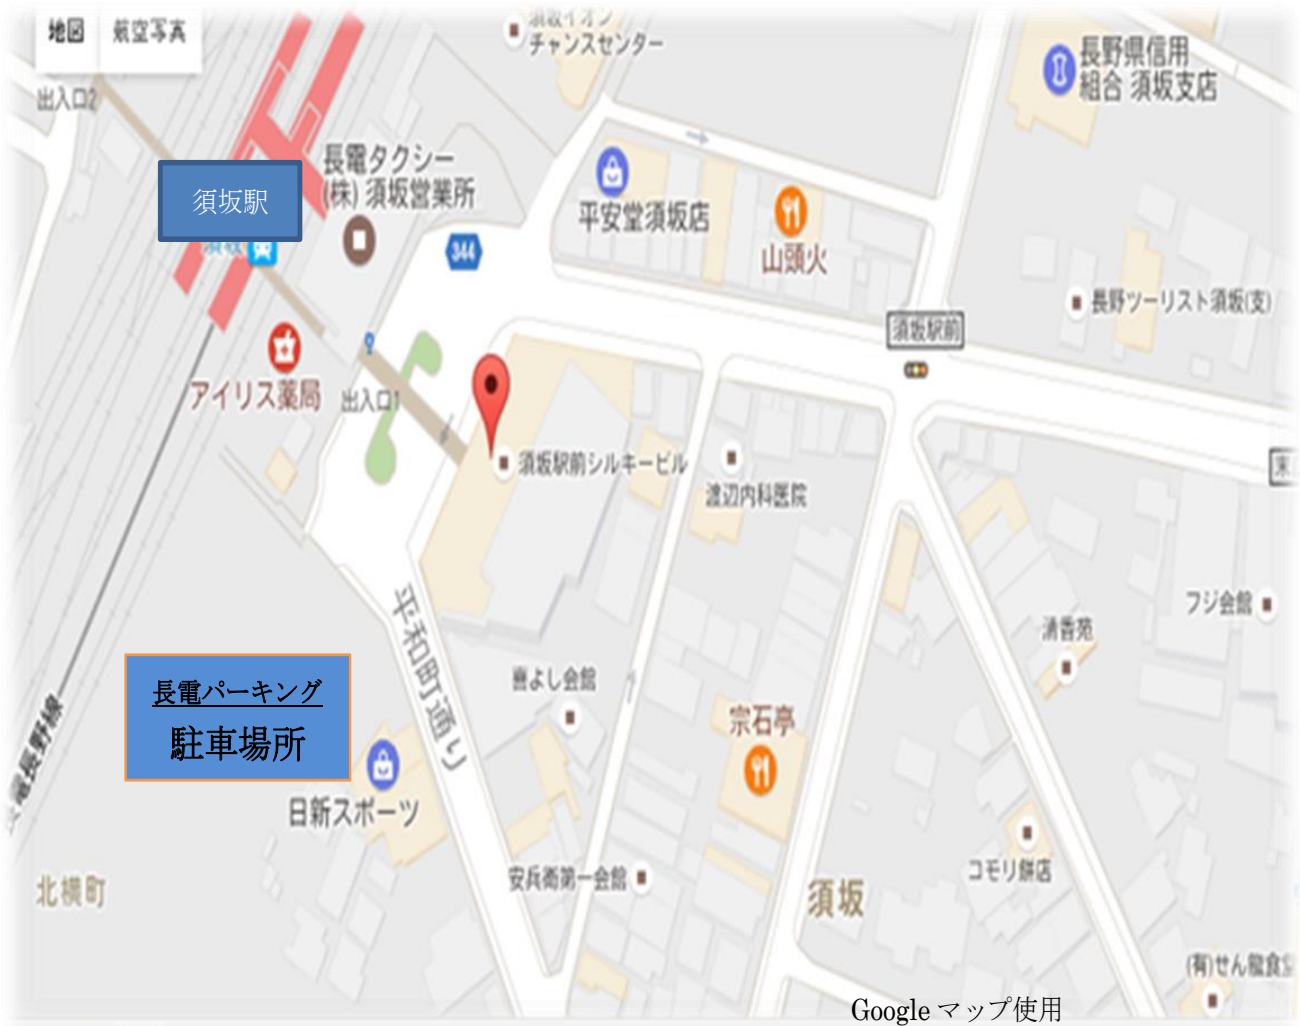 地図
航空写真
チャンスセンター
長野県信用
組合 須坂支店
出入口2
長電タクシー
(株) 須坂営業所
須坂駅
平安堂須坂店
344
山頭火
長野ツーリスト須坂(支)
須坂駅前
アイリス薬局
出入口1
須坂駅前シルキービル
渡辺内科医院
平和町通り
フジ会館
清香苑
喜よし会館
長電パーキング
駐車場所
宗石亭
日新スポーツ
電長野線
コモリ餅店
安兵衛第一会館
北横町
須坂
(有)せん龍食堂
Google マップ使用